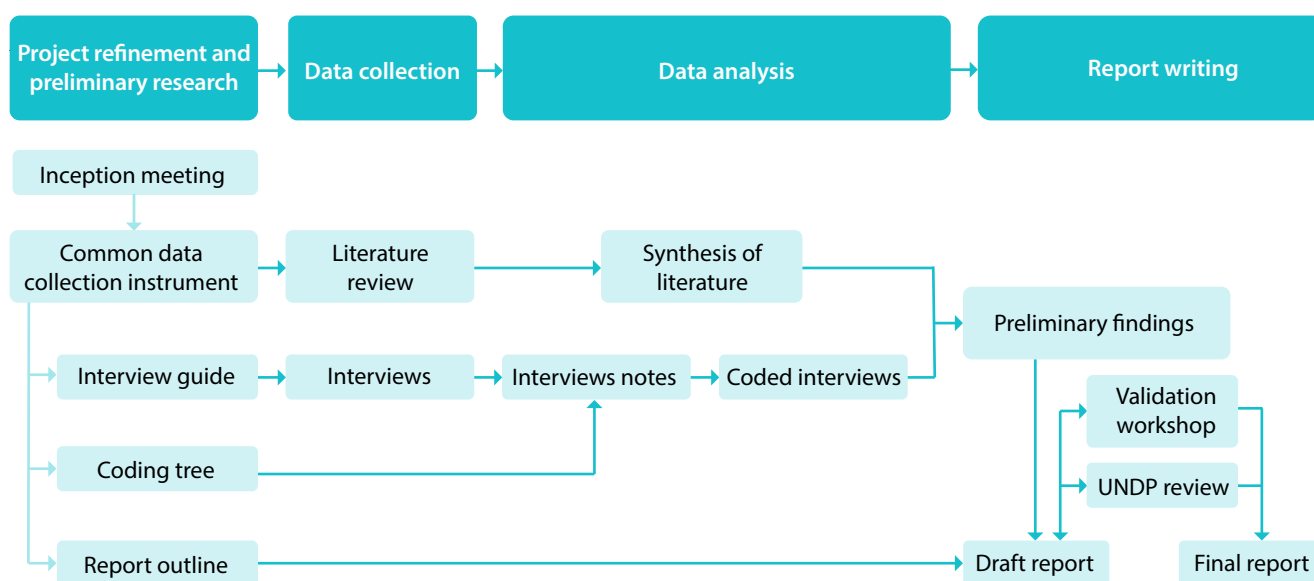 Project refinement and
preliminary research
Data collection
Data analysis
Report writing
Inception meeting
Common data
collection instrument
Literature
review
Synthesis of
literature
Preliminary findings
Interview guide
Interviews
Interviews notes
Coded interviews
Validation
workshop
Coding tree
UNDP review
Report outline
Draft report
Final report